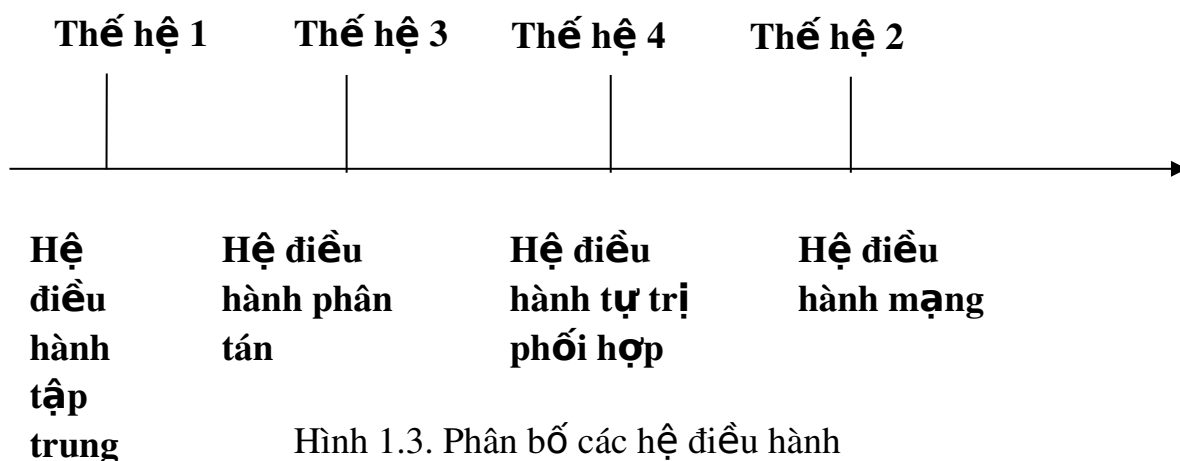 Thế hệ 1 Thế hệ 3 Thế hệ 4 Thế hệ 2
Hệ
điều
hành
tập
trung
Hệ điều
hành phân
tán
Hệ điều
hành tự trị
phối hợp
Hệ điều
hành mạng
Hình 1.3. Phân bố các hệ điều hành